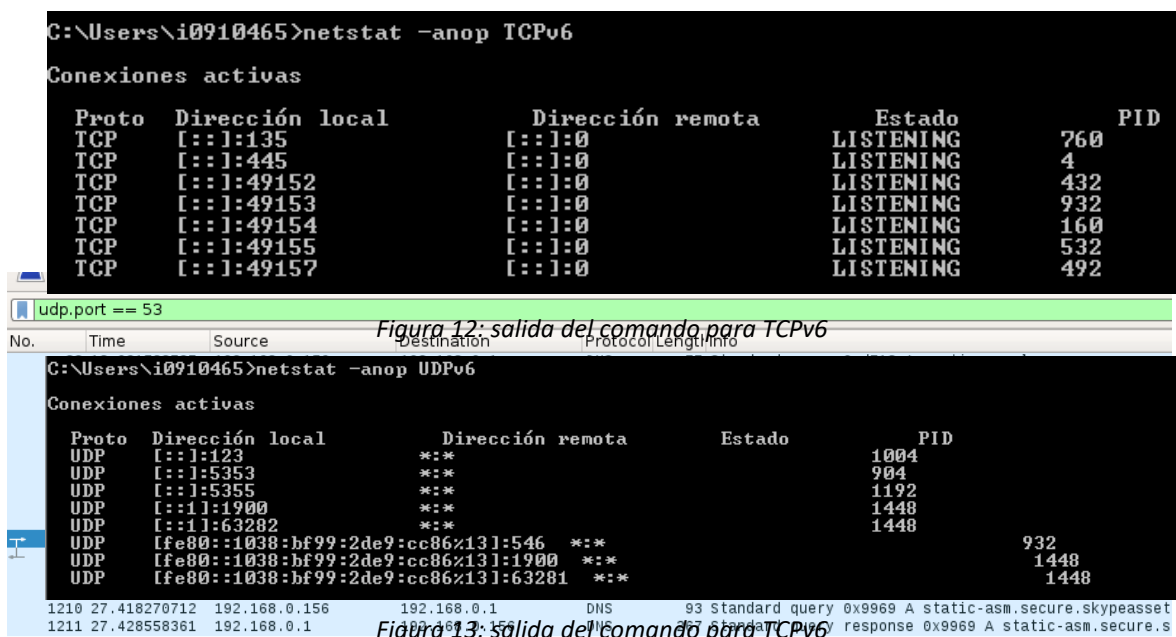 C:\Users\i0910465>netstat -anop TCPv6
Conexiones activas
Proto Dirección local Dirección remota Estado PID
TCP [::]:135 [::]:0 LISTENING 760
TCP [::]:445 [::]:0 LISTENING 4
TCP [::]:49152 [::]:0 LISTENING 432
TCP [::]:49153 [::]:0 LISTENING 932
TCP [::]:49154 [::]:0 LISTENING 160
TCP [::]:49155 [::]:0 LISTENING 532
TCP [::]:49157 [::]:0 LISTENING 492
udp.port == 53
Figura 12: salida del comando para TCPv6
No. Time Source Destination Protocol Length Info
C:\Users\i0910465>netstat -anop UDPv6
Conexiones activas
Proto Dirección local Dirección remota Estado PID
UDP [::]:123 *:* 1004
UDP [::]:5353 *:* 904
UDP [::]:5355 *:* 1192
UDP [::1]:1900 *:* 1448
UDP [::1]:63282 *:* 1448
UDP [fe80::1038:bf99:2de9:cc86%13]:546 *:* 932
UDP [fe80::1038:bf99:2de9:cc86%13]:1900 *:* 1448
UDP [fe80::1038:bf99:2de9:cc86%13]:63281 *:* 1448
1210 27.418270712 192.168.0.156 192.168.0.1 DNS 93 Standard query 0x9969 A static-asm.secure.skypeasset
1211 27.428558361 192.168.0.1 192.168.0.156 DNS Standard query response 0x9969 A static-asm.secure.s
Figura 13: salida del comando para TCPv6